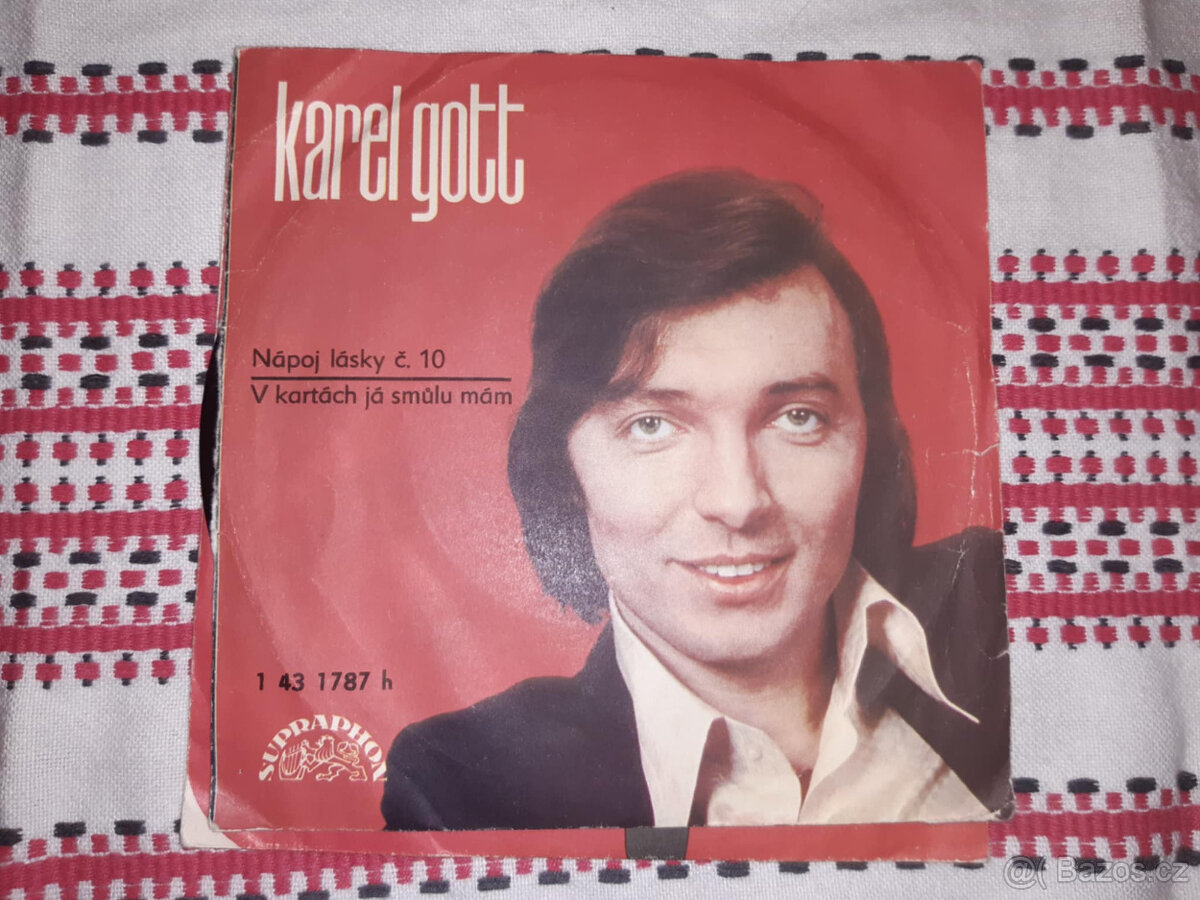 karel gott
Nápoj lásky č. 10
V kartách já smůlu mám
1 43 1787 h
SUPRAPHON
@( Bazos.cz